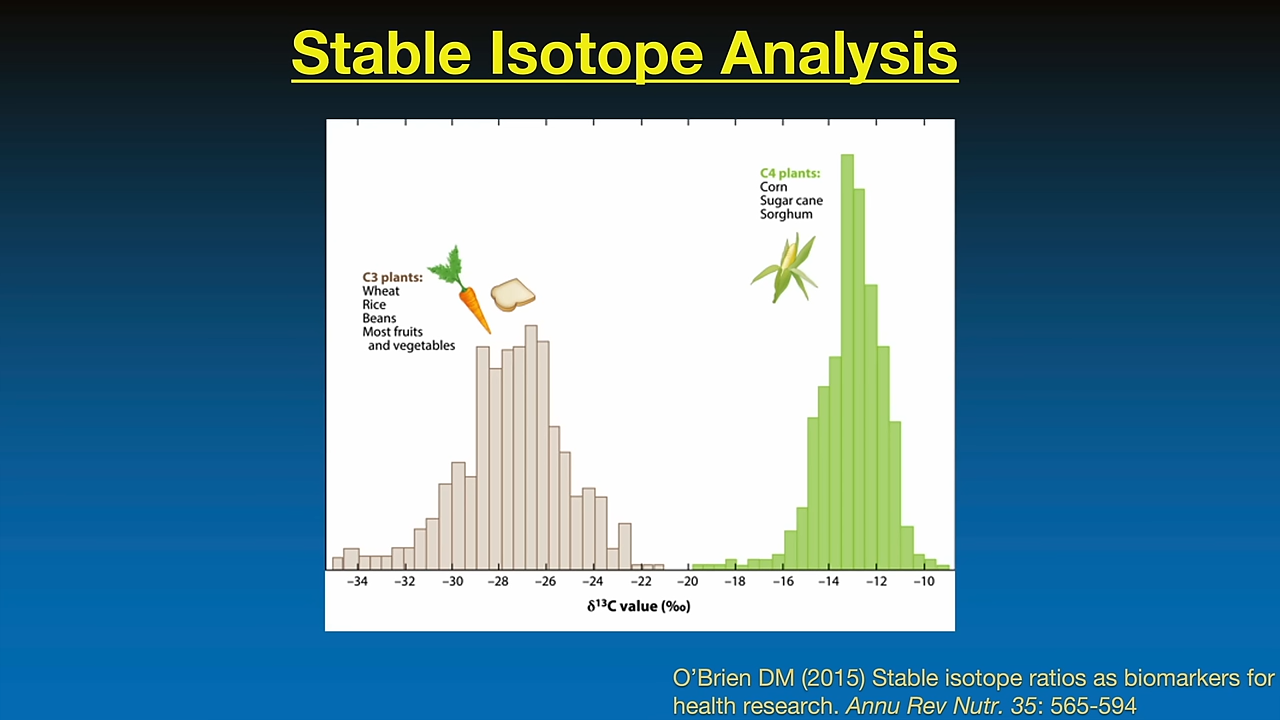 Stable Isotope Analysis
C4 plants:
Corn
Sugar cane
Sorghum
C3 plants:
Wheat
Rice
Beans
Most fruits
and vegetables
–34 –32 –30 –28 –26 –24 –22 –20 –18 –16 –14 –12 –10
δ¹³C value (‰)
O’Brien DM (2015) Stable isotope ratios as biomarkers for
health research. Annu Rev Nutr. 35: 565-594